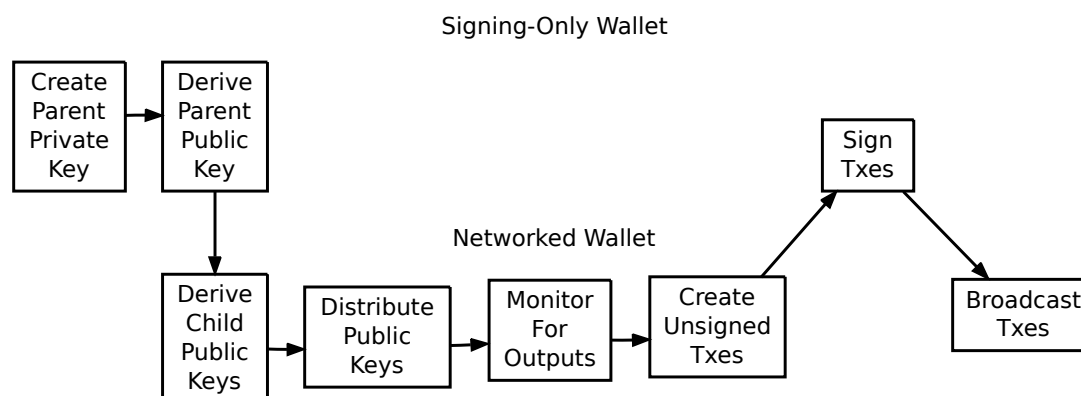 Signing-Only Wallet
Create
Parent
Private
Key
Derive
Parent
Public
Key
Sign
Txes
Networked Wallet
Derive
Child
Public
Keys
Distribute
Public
Keys
Monitor
For
Outputs
Create
Unsigned
Txes
Broadcast
Txes